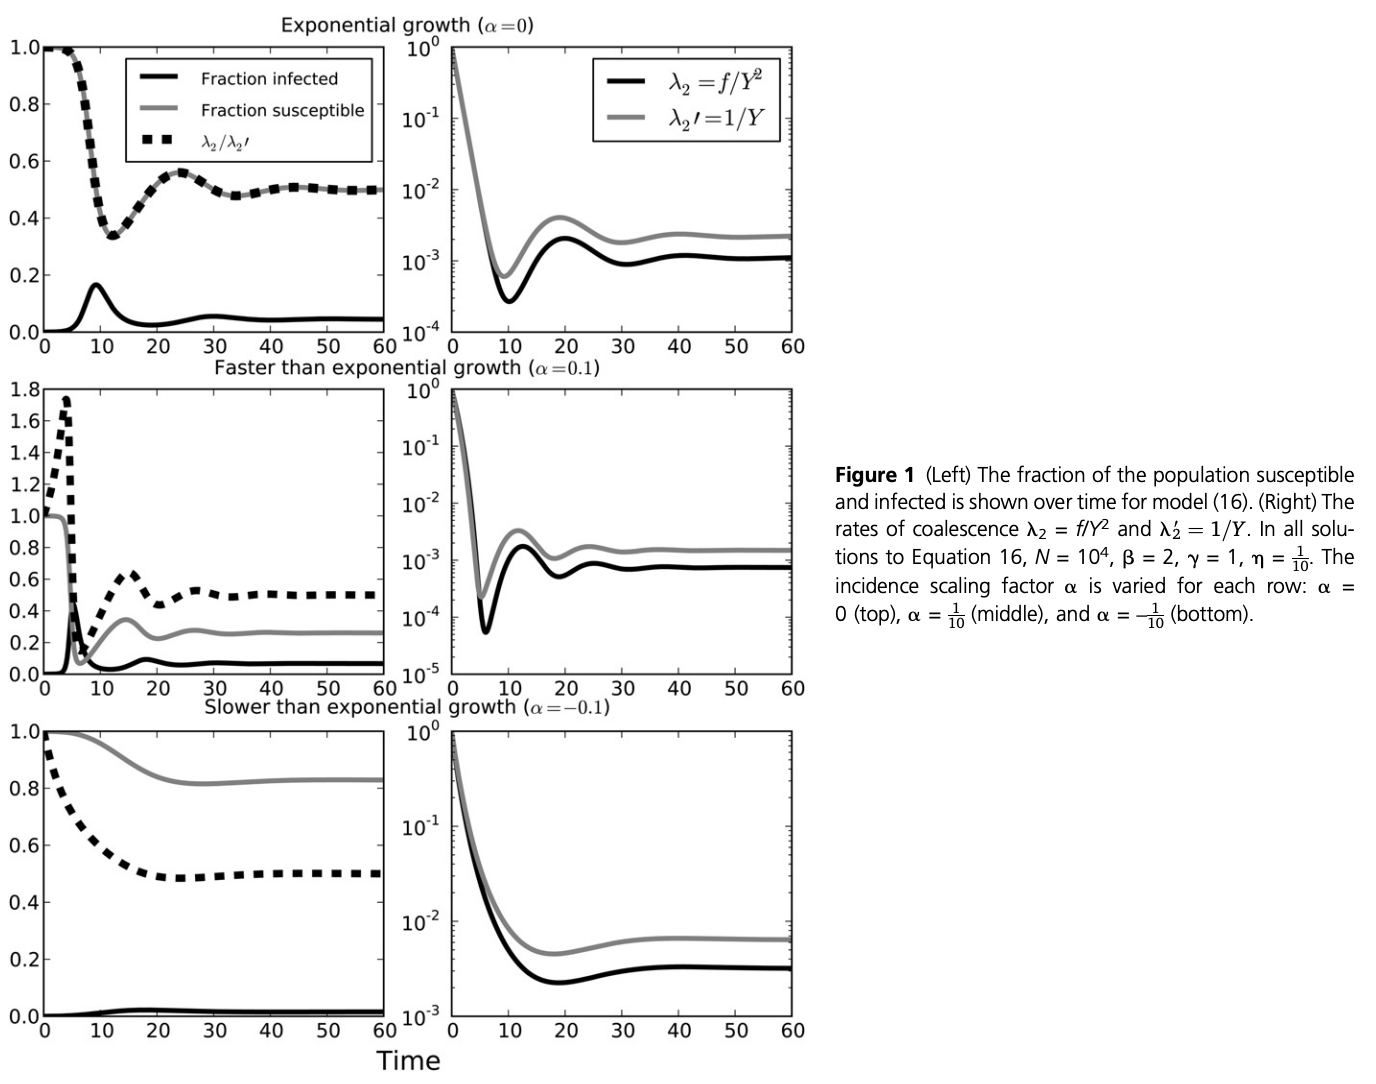 Exponential growth (α=0)
1.0
0.8
0.6
0.4
0.2
0.0
Fraction infected
Fraction susceptible
λ₂/λ₂′
0 10 20 30 40 50 60
10⁰
10⁻¹
10⁻²
10⁻³
10⁻⁴
λ₂ = f/Y²
λ₂′=1/Y
0 10 20 30 40 50 60
Faster than exponential growth (α=0.1)
1.8
1.6
1.4
1.2
1.0
0.8
0.6
0.4
0.2
0.0
0 10 20 30 40 50 60
10⁰
10⁻¹
10⁻²
10⁻³
10⁻⁴
10⁻⁵
0 10 20 30 40 50 60
Slower than exponential growth (α=−0.1)
1.0
0.8
0.6
0.4
0.2
0.0
0 10 20 30 40 50 60
10⁰
10⁻¹
10⁻²
10⁻³
0 10 20 30 40 50 60
Time
Figure 1 (Left) The fraction of the population susceptible
and infected is shown over time for model (16). (Right) The
rates of coalescence λ₂ = f/Y² and λ₂′ = 1/Y. In all solu-
tions to Equation 16, N = 10⁴, β = 2, γ = 1, η = 1/10. The
incidence scaling factor α is varied for each row: α =
0 (top), α = 1/10 (middle), and α = −1/10 (bottom).